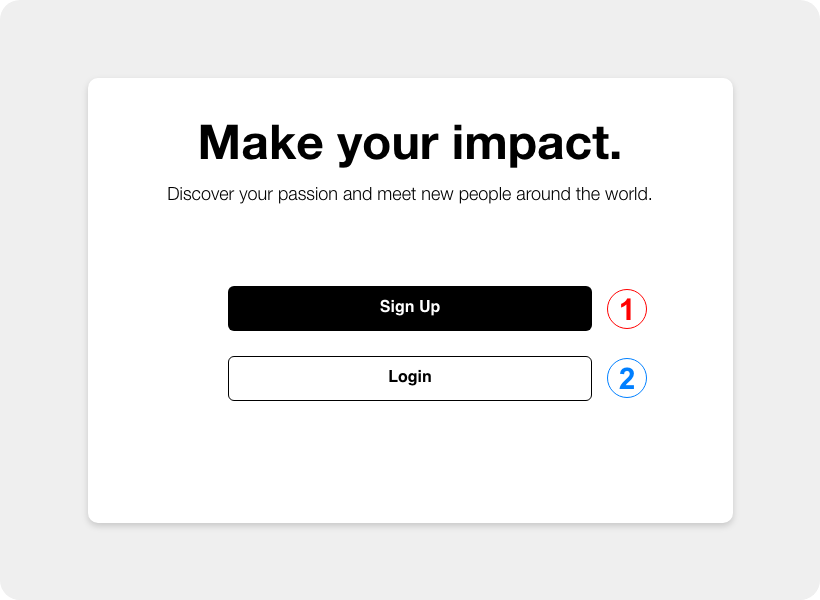 Make your impact.
Discover your passion and meet new people around the world.
Sign Up
1
Login
2